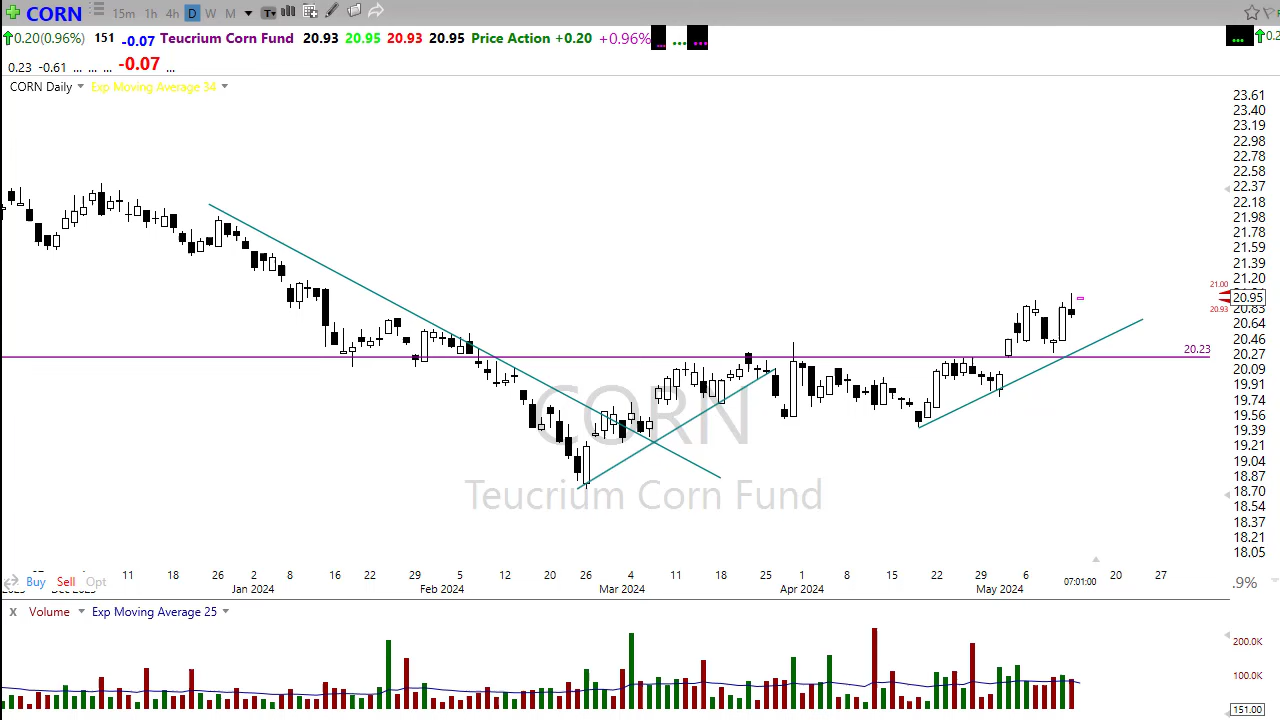 CORN 15m 1h 4h D W M T
0.20(0.96%) 151 -0.07 Teucrium Corn Fund 20.93 20.95 20.93 20.95 Price Action +0.20 +0.96% ... ... ... ... 0.2
0.23 -0.61 ... ... ... -0.07 ...
CORN Daily Exp Moving Average 34
23.61
23.40
23.19
22.98
22.78
22.58
22.37
22.18
21.98
21.78
21.59
21.39
21.20
21.00
20.95
20.93 20.83
20.64
20.46
20.23 20.27
20.09
19.91
19.74
19.56
19.39
19.21
19.04
18.87
18.70
18.54
18.37
18.21
18.05
CORN
Teucrium Corn Fund
11 18 26 2 8 16 22 29 5 12 20 26 4 11 18 25 1 8 15 22 29 6 07:01:00 20 27
Buy Sell Opt .9%
Jan 2024 Feb 2024 Mar 2024 Apr 2024 May 2024
X Volume Exp Moving Average 25
200.0K
100.0K
151.00